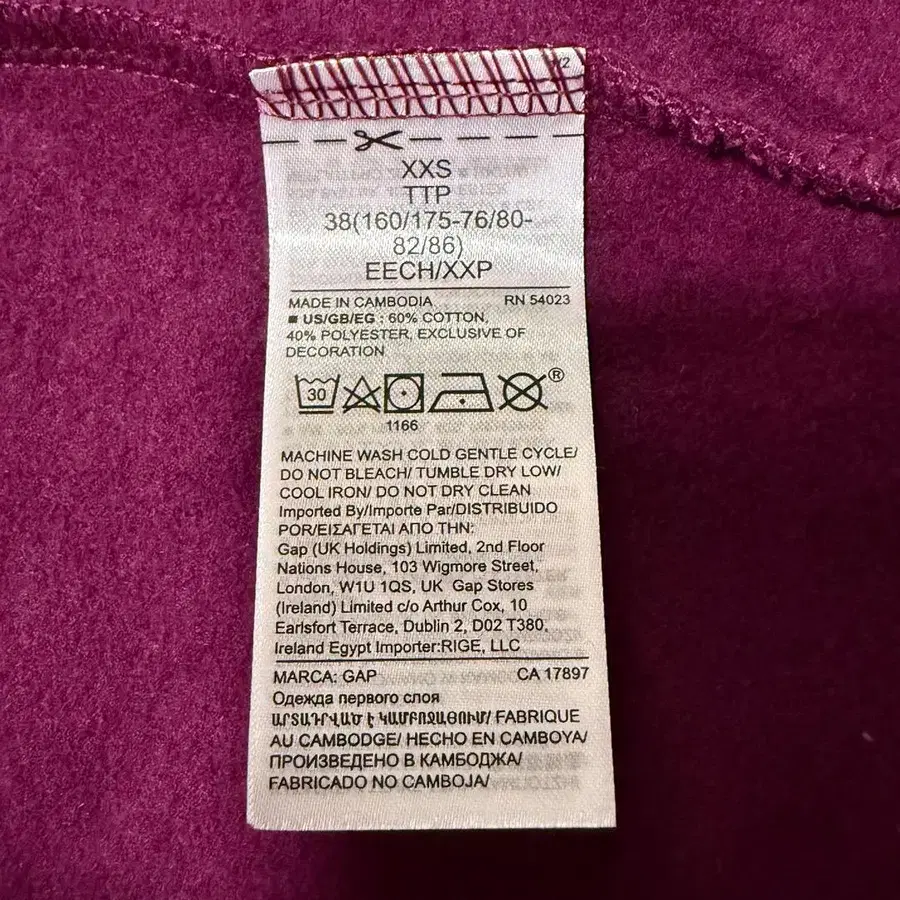 /2
XXS
TTP
38(160/175-76/80-
82/86)
EECH/XXP
MADE IN CAMBODIA RN 54023
■ US/GB/EG : 60% COTTON,
40% POLYESTER, EXCLUSIVE OF
DECORATION
30 ®
1166
MACHINE WASH COLD GENTLE CYCLE/
DO NOT BLEACH/ TUMBLE DRY LOW/
COOL IRON/ DO NOT DRY CLEAN
Imported By/Importe Par/DISTRIBUIDO
POR/ΕΙΣΑΓΕΤΑΙ ΑΠΟ ΤΗΝ:
Gap (UK Holdings) Limited, 2nd Floor
Nations House, 103 Wigmore Street,
London, W1U 1QS, UK Gap Stores
(Ireland) Limited c/o Arthur Cox, 10
Earlsfort Terrace, Dublin 2, D02 T380,
Ireland Egypt Importer:RIGE, LLC
MARCA: GAP CA 17897
Одежда первого слоя
ԱՐՏԱԴՐՎԱԾ Է ԿԱՄԲՈՋԱՅՈՒՄ/ FABRIQUE
AU CAMBODGE/ HECHO EN CAMBOYA/
ПРОИЗВЕДЕНО В КАМБОДЖА/
FABRICADO NO CAMBOJA/